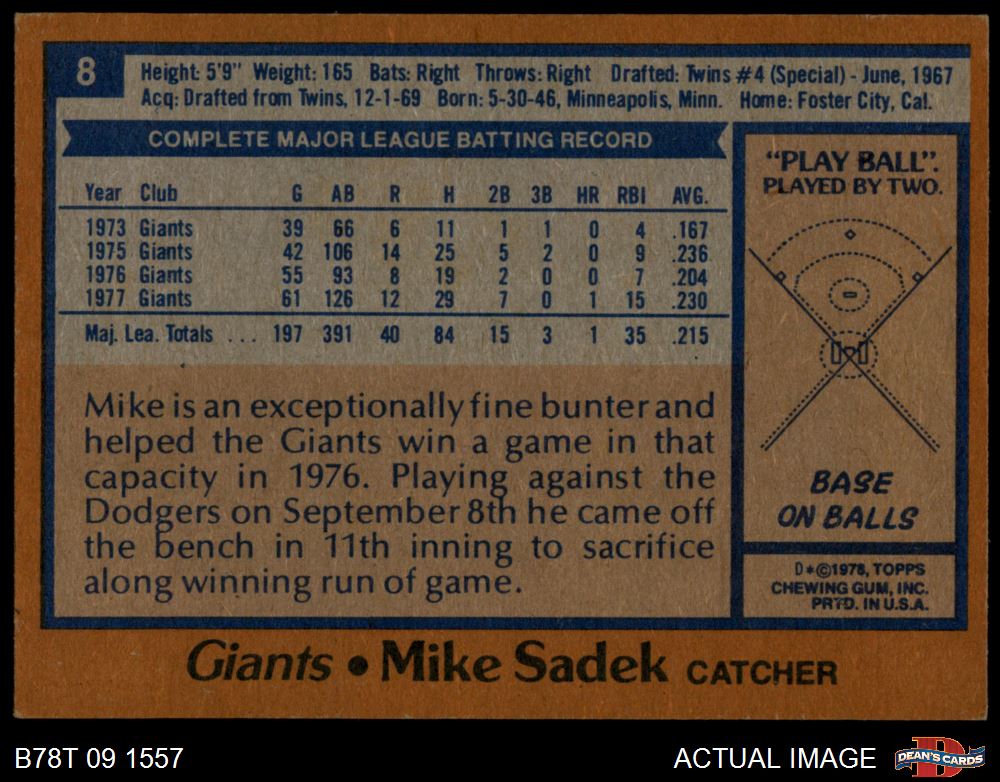 8
Height: 5'9" Weight: 165 Bats: Right Throws: Right Drafted: Twins #4 (Special) - June, 1967
Acq: Drafted from Twins, 12-1-69 Born: 5-30-46, Minneapolis, Minn. Home: Foster City, Cal.
COMPLETE MAJOR LEAGUE BATTING RECORD
Year Club G AB R H 2B 3B HR RBI AVG.
1973 Giants 39 66 6 11 1 1 0 4 .167
1975 Giants 42 106 14 25 5 2 0 9 .236
1976 Giants 55 93 8 19 2 0 0 7 .204
1977 Giants 61 126 12 29 7 0 1 15 .230
Maj. Lea. Totals ... 197 391 40 84 15 3 1 35 .215
Mike is an exceptionally fine bunter and
helped the Giants win a game in that
capacity in 1976. Playing against the
Dodgers on September 8th he came off
the bench in 11th inning to sacrifice
along winning run of game.
"PLAY BALL".
PLAYED BY TWO.
BASE
ON BALLS
D*©1978, TOPPS
CHEWING GUM, INC.
PRTD. IN U.S.A.
Giants • Mike Sadek CATCHER
B78T 09 1557
ACTUAL IMAGE
D
DEAN'S CARDS